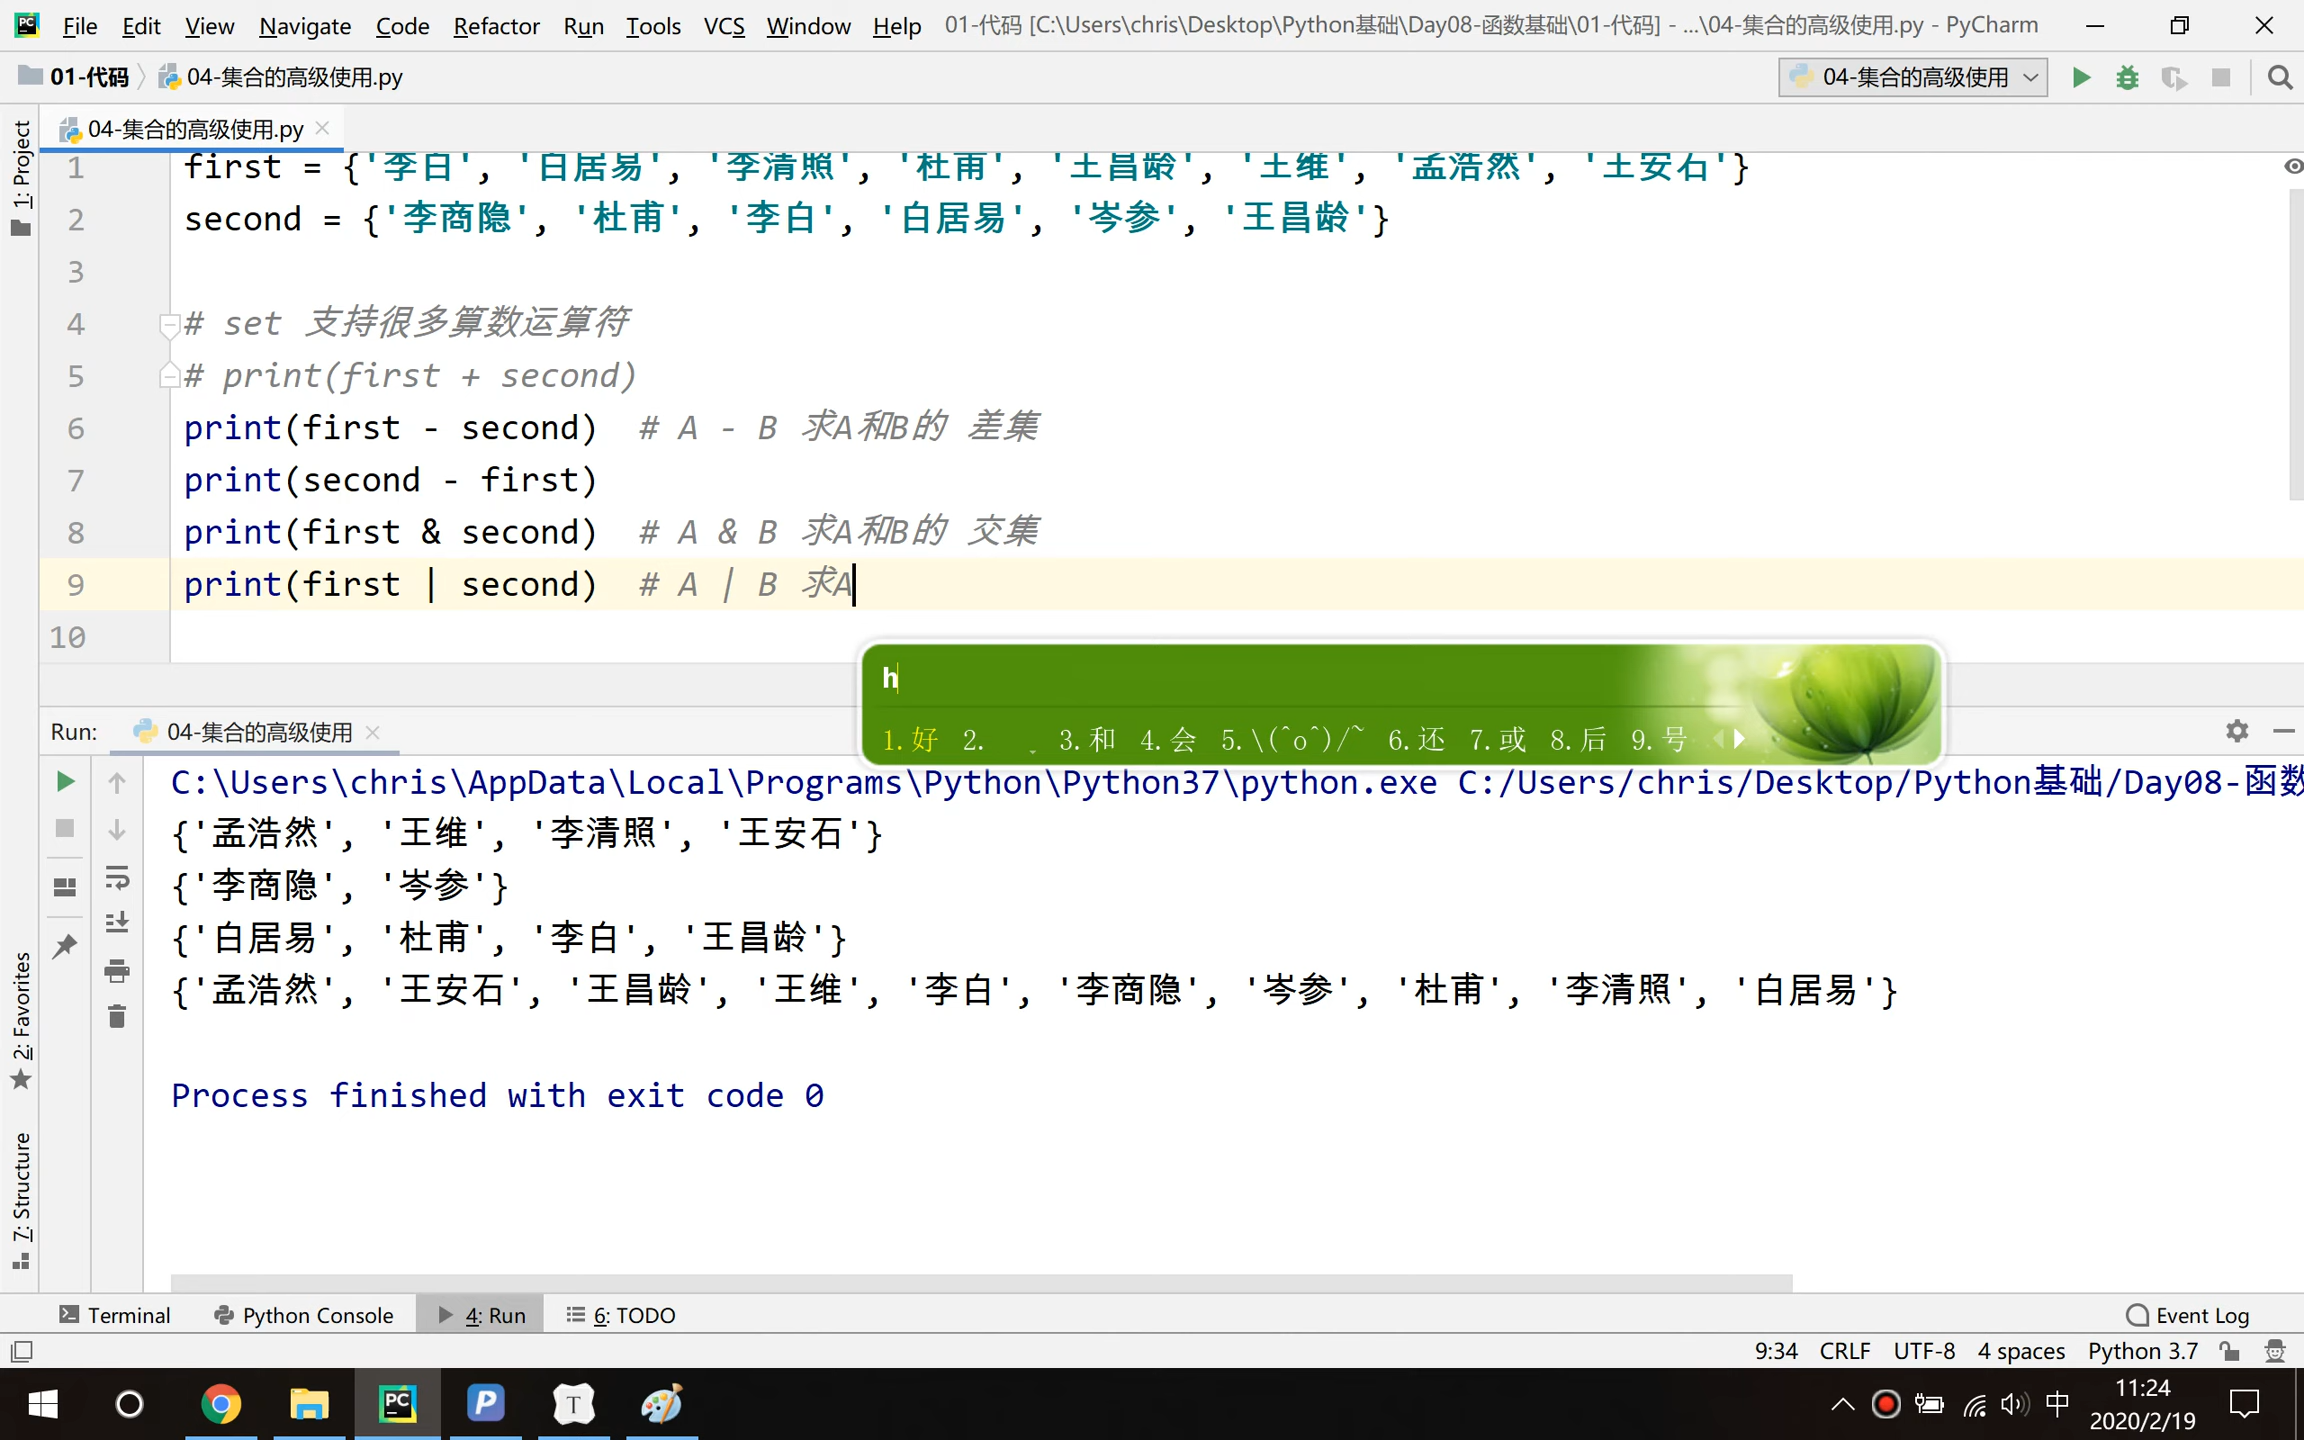 File Edit View Navigate Code Refactor Run Tools VCS Window Help 01-代码 [C:\Users\chris\Desktop\Python基础\Day08-函数基础\01-代码] - ...\04-集合的高级使用.py - PyCharm
01-代码 04-集合的高级使用.py 04-集合的高级使用
04-集合的高级使用.py
1: Project
1 first = {'李白', '白居易', '李清照', '杜甫', '王昌龄', '王维', '孟浩然', '王安石'}
2 second = {'李商隐', '杜甫', '李白', '白居易', '岑参', '王昌龄'}
3
4 # set 支持很多算数运算符
5 # print(first + second)
6 print(first - second)  # A - B 求A和B的 差集
7 print(second - first)
8 print(first & second)  # A & B 求A和B的 交集
9 print(first | second)  # A | B 求A
10
h
1.好 2. 3.和 4.会 5.\(^o^)/~ 6.还 7.或 8.后 9.号
Run: 04-集合的高级使用
C:\Users\chris\AppData\Local\Programs\Python\Python37\python.exe C:/Users/chris/Desktop/Python基础/Day08-函数
{'孟浩然', '王维', '李清照', '王安石'}
{'李商隐', '岑参'}
{'白居易', '杜甫', '李白', '王昌龄'}
{'孟浩然', '王安石', '王昌龄', '王维', '李白', '李商隐', '岑参', '杜甫', '李清照', '白居易'}
Process finished with exit code 0
2: Favorites
7: Structure
Terminal Python Console 4: Run 6: TODO Event Log
9:34 CRLF UTF-8 4 spaces Python 3.7
PC P T 中 11:24
2020/2/19